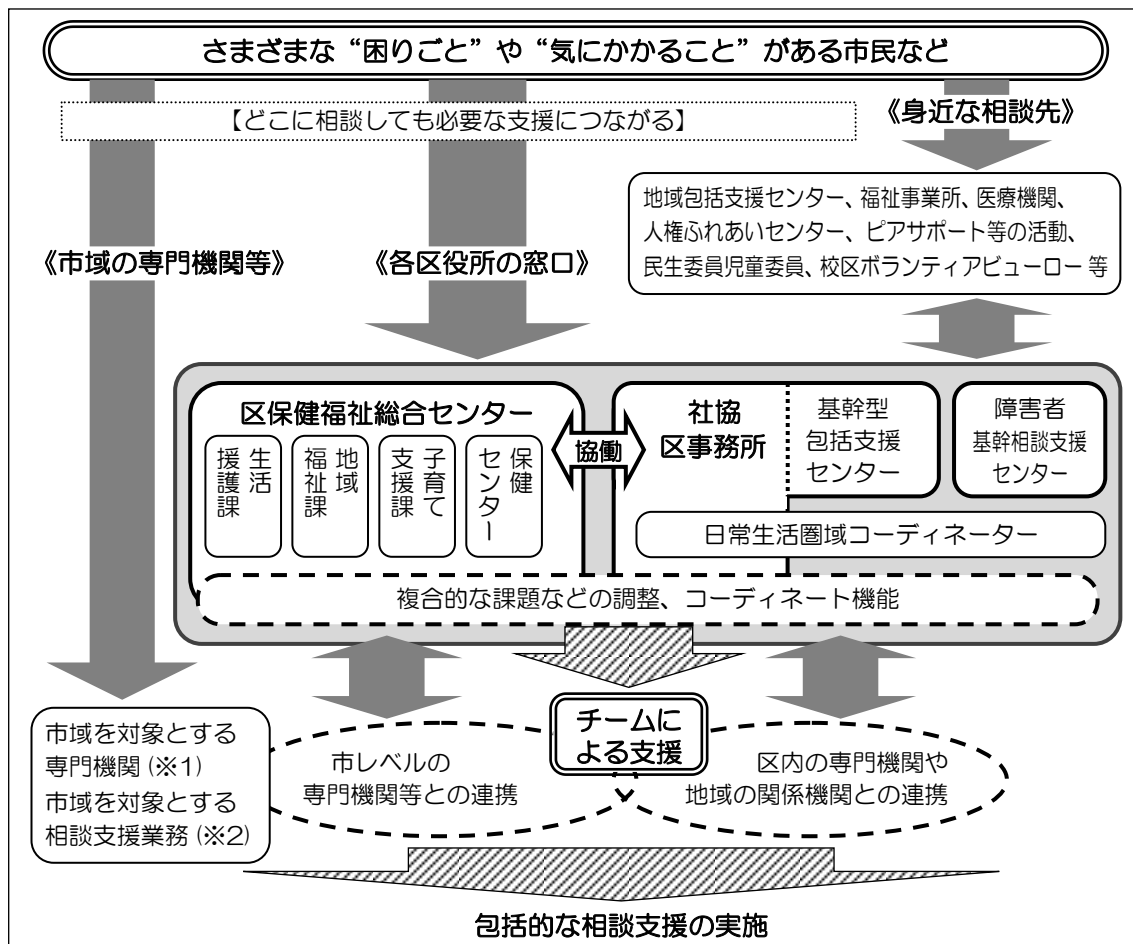 さまざまな“困りごと”や“気にかかること”がある市民など
【どこに相談しても必要な支援につながる】
《身近な相談先》
地域包括支援センター、福祉事業所、医療機関、
人権ふれあいセンター、ピアサポート等の活動、
民生委員児童委員、校区ボランティアビューロー 等
《市域の専門機関等》
《各区役所の窓口》
区保健福祉総合センター
生活
援護課
地域
福祉課
子育て
支援課
保健
センター
協働
社協
区事務所
基幹型
包括支援
センター
障害者
基幹相談支援
センター
日常生活圏域コーディネーター
複合的な課題などの調整、コーディネート機能
チームに
よる支援
市域を対象とする
専門機関(※1)
市域を対象とする
相談支援業務(※2)
市レベルの
専門機関等との連携
区内の専門機関や
地域の関係機関との連携
包括的な相談支援の実施